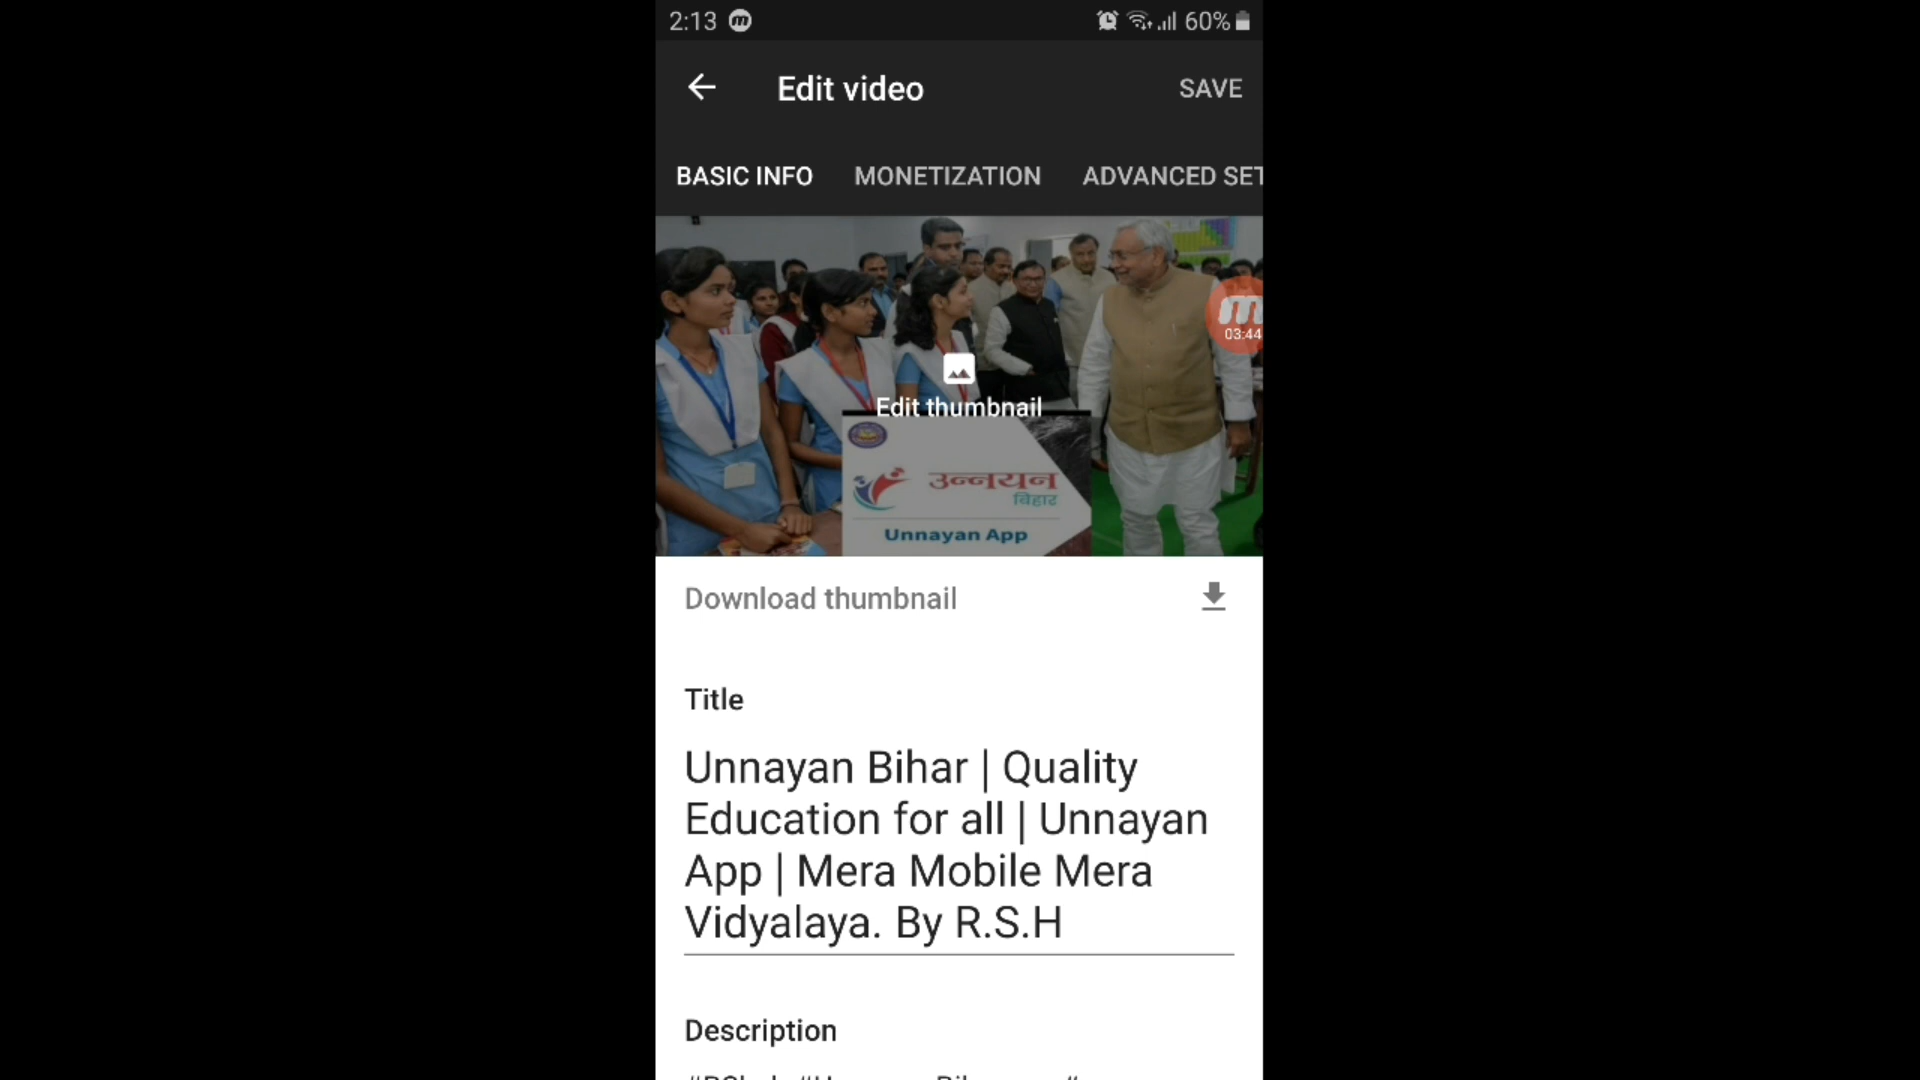 2:13
60%
Edit video
SAVE
BASIC INFO
MONETIZATION
ADVANCED SET
03:44
Edit thumbnail
उन्नयन
बिहार
Unnayan App
Download thumbnail
Title
Unnayan Bihar | Quality
Education for all | Unnayan
App | Mera Mobile Mera
Vidyalaya. By R.S.H
Description